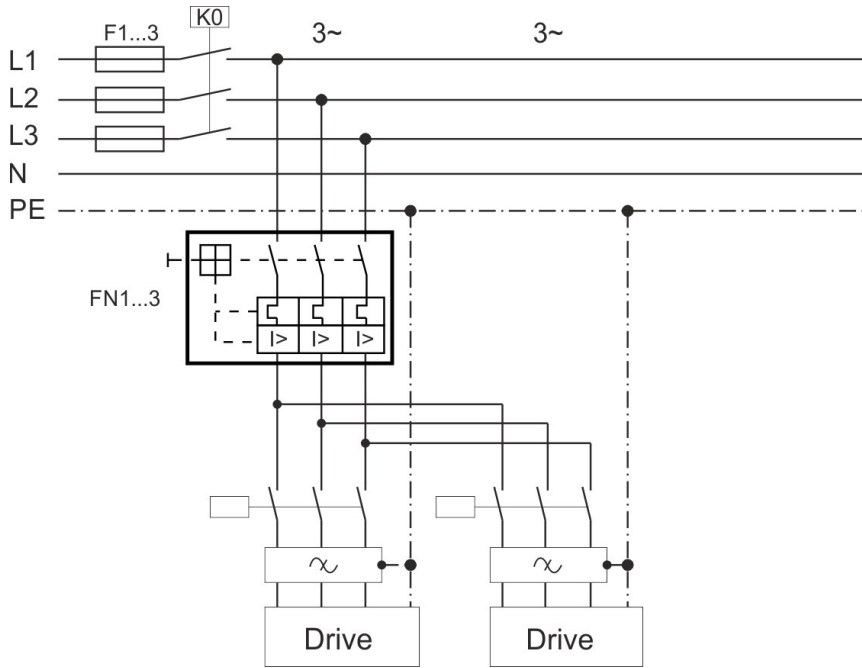 K0
F1...3
3~ 3~
L1
L2
L3
N
PE
FN1...3
I> I> I>
Drive Drive